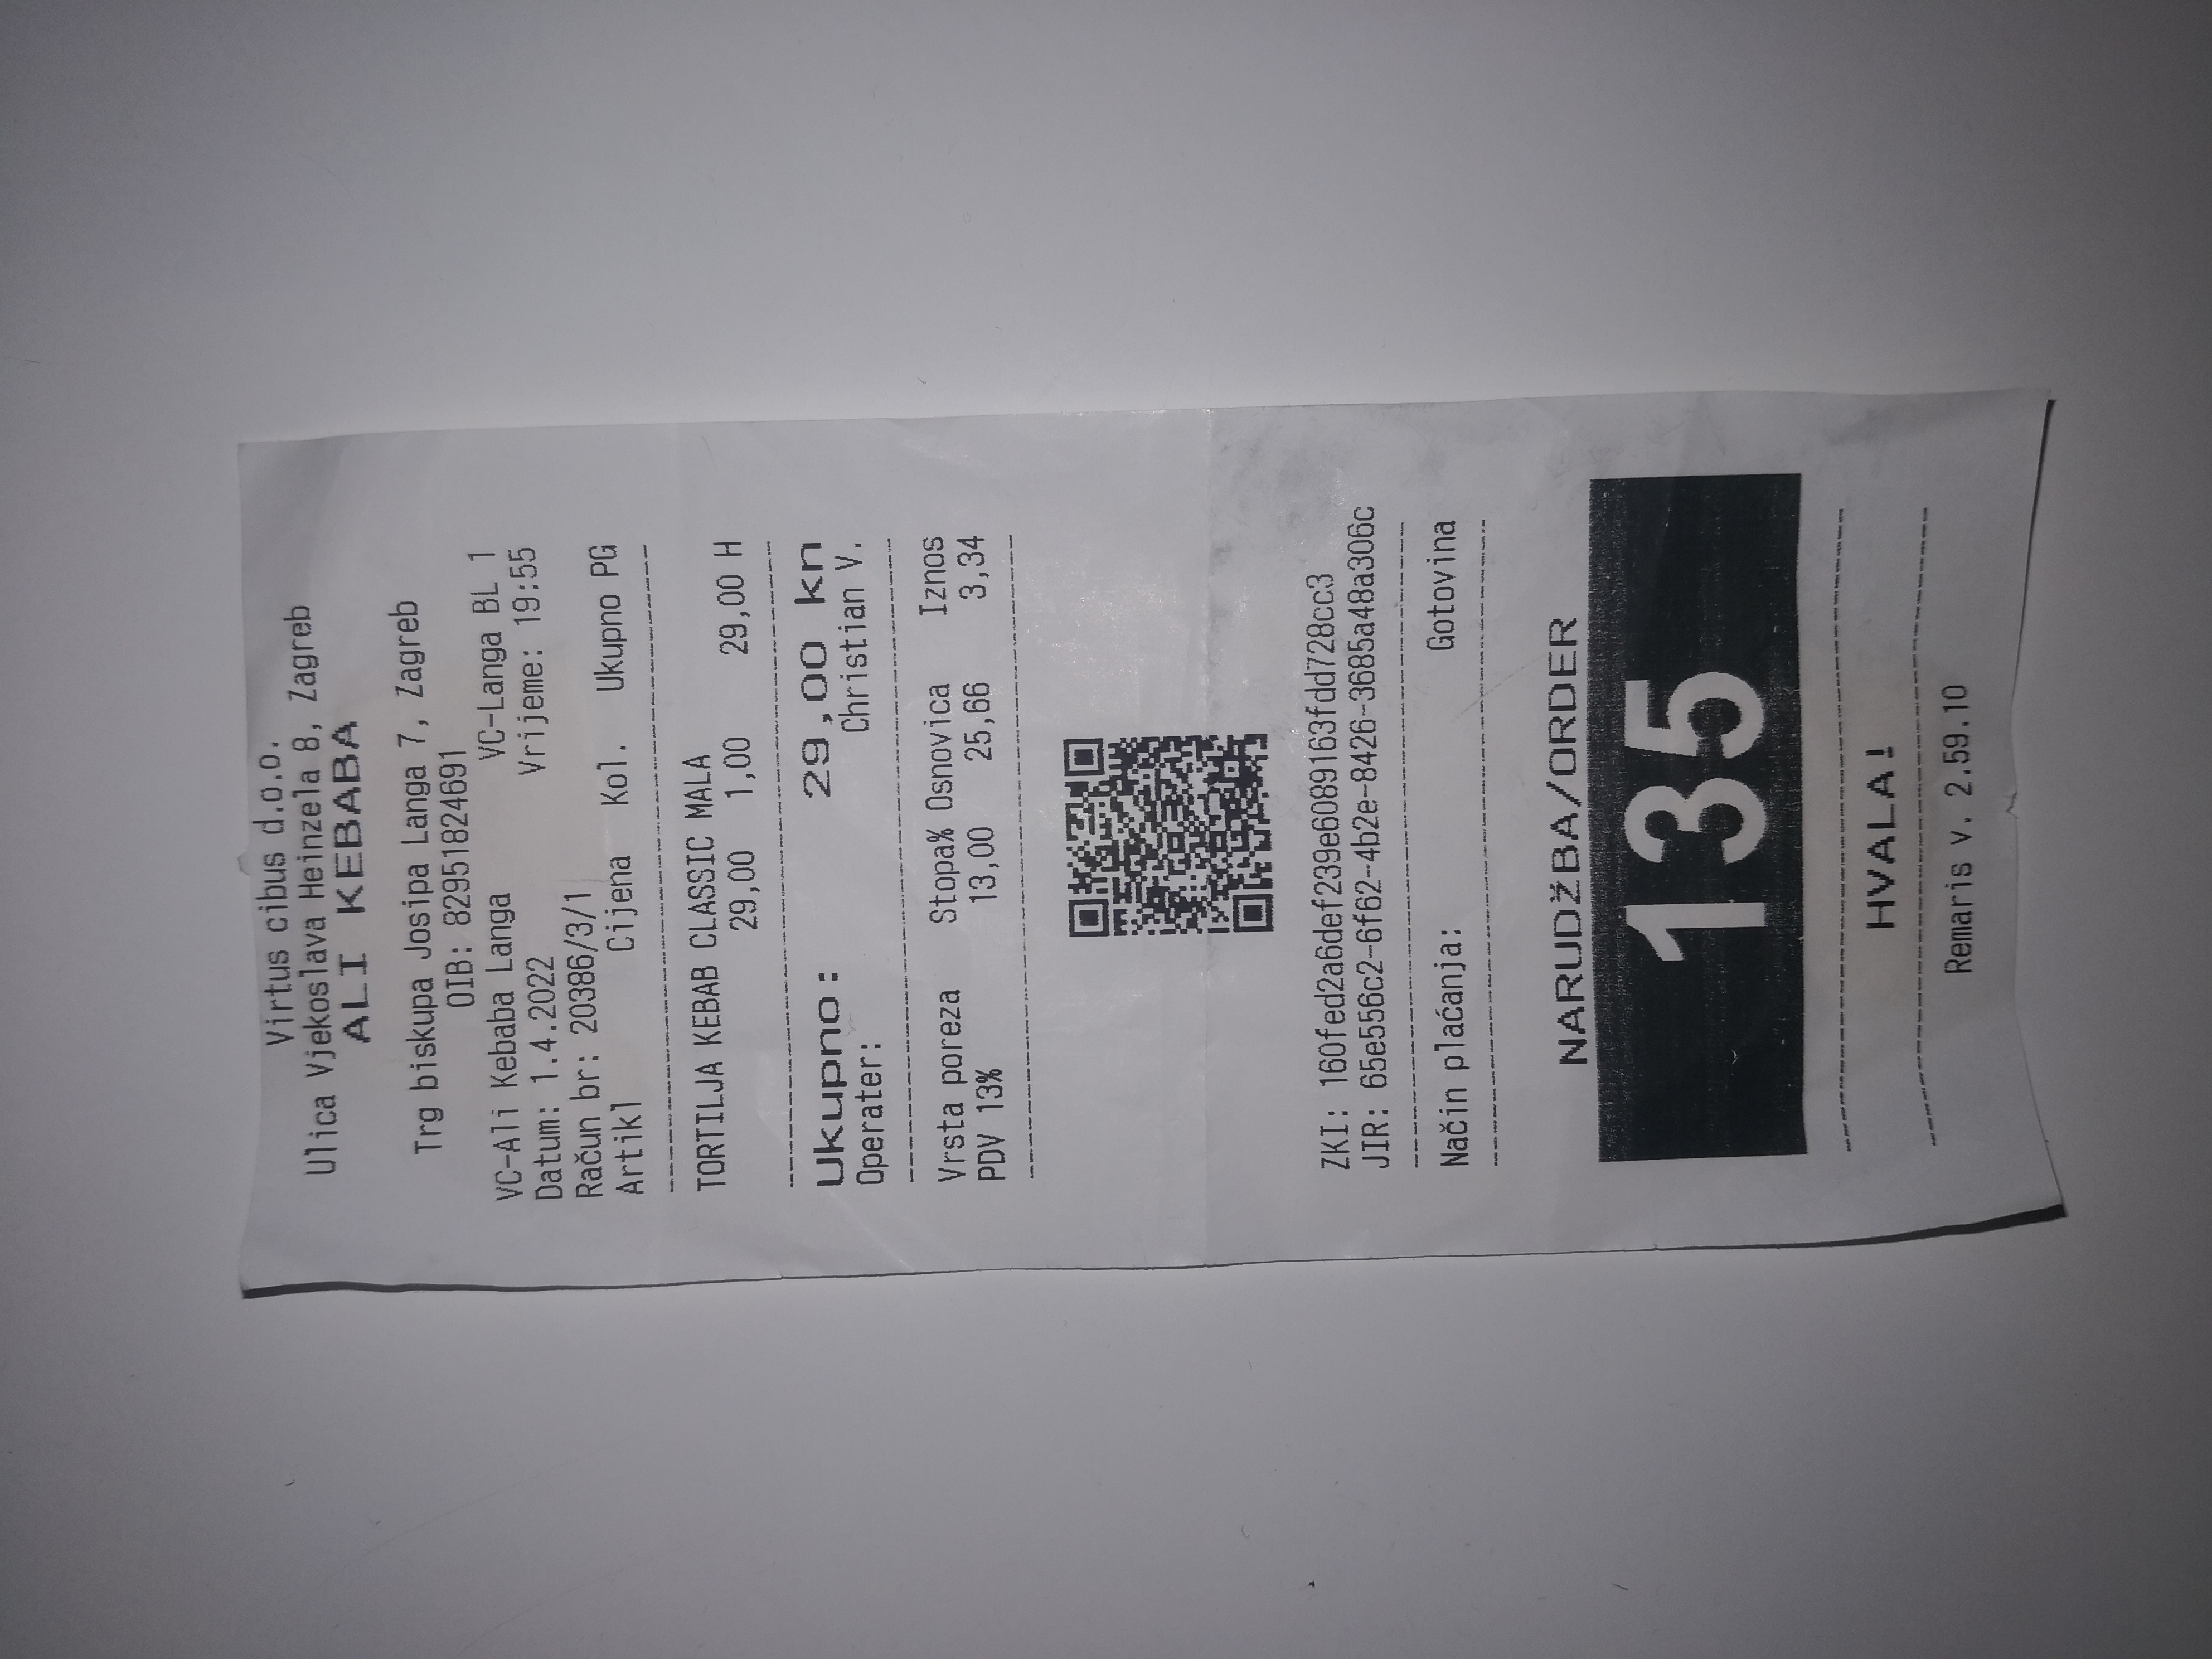 Virtus cibus d.o.o.
Ulica Vjekoslava Heinzela 8, Zagreb
ALI KEBABA
Trg biskupa Josipa Langa 7, Zagreb
OIB: 82951824691
VC-Ali Kebaba Langa VC-Langa BL 1
Datum: 1.4.2022 Vrijeme: 19:55
Račun br: 20386/3/1
Artikl Cijena Kol. Ukupno PG
TORTILJA KEBAB CLASSIC MALA
29,00 1,00 29,00 H
Ukupno: 29,00 kn
Operater: Christian V.
Vrsta poreza Stopa% Osnovica Iznos
PDV 13% 13,00 25,66 3,34
ZKI: 160fed2a6def239e6089163fdd728cc3
JIR: 65e556c2-6f62-4b2e-8426-3685a48a306c
Način plaćanja: Gotovina
NARUDŽBA/ORDER
135
HVALA!
Remaris v. 2.59.10